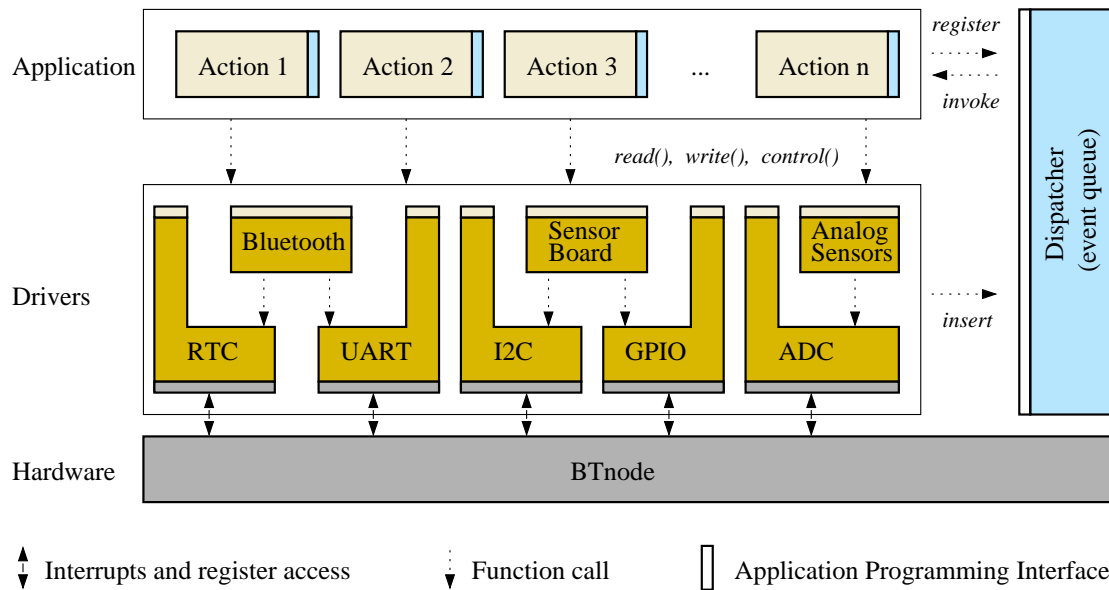 Application
Action 1
Action 2
Action 3
...
Action n
register
invoke
read(), write(), control()
Dispatcher
(event queue)
Drivers
Bluetooth
Sensor
Board
Analog
Sensors
RTC
UART
I2C
GPIO
ADC
insert
Hardware
BTnode
Interrupts and register access
Function call
Application Programming Interface